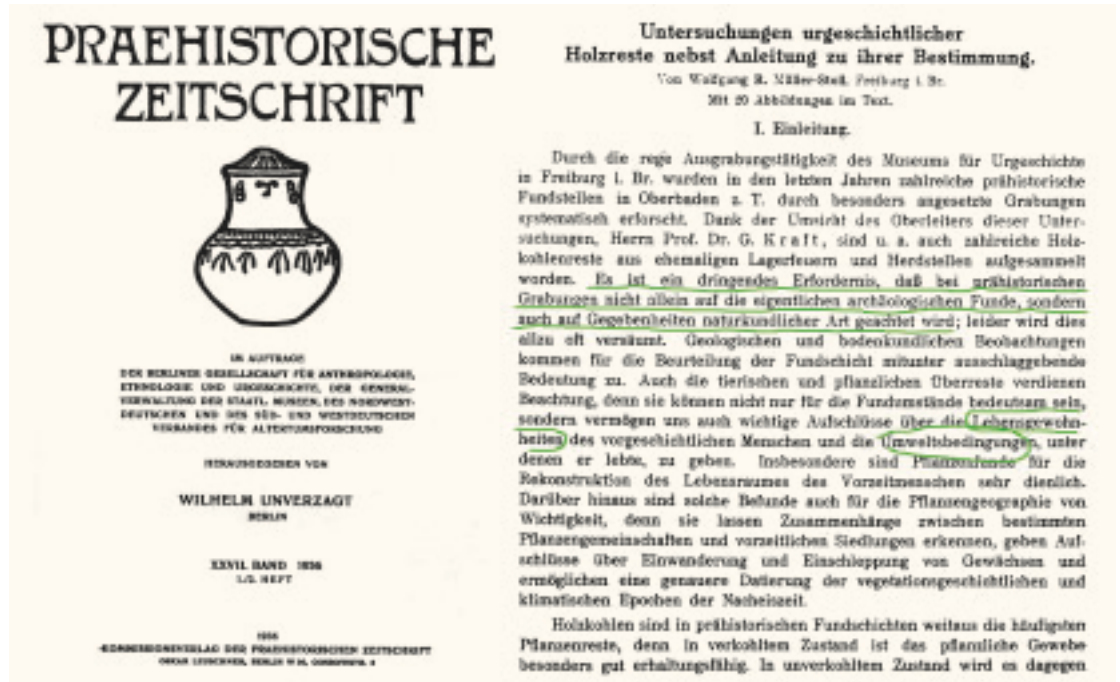 PRAEHISTORISCHE
ZEITSCHRIFT
IM AUFTRAGE
DER BERLINER GESELLSCHAFT FÜR ANTHROPOLOGIE,
ETHNOLOGIE UND URGESCHICHTE, DER GENERAL-
VERWALTUNG DER STAATL. MUSEEN, DES NORDWEST-
DEUTSCHEN UND DES SÜD- UND WESTDEUTSCHEN
VERBANDES FÜR ALTERTUMSFORSCHUNG
HERAUSGEGEBEN VON
WILHELM UNVERZAGT
BERLIN
XXVII. BAND 1936
1./2. HEFT
1936
KOMMISSIONSVERLAG DER PRAEHISTORISCHEN ZEITSCHRIFT
BERLIN
Untersuchungen urgeschichtlicher
Holzreste nebst Anleitung zu ihrer Bestimmung.
Von Wolfgang R. Müller-Stoll, Freiburg i. Br.
Mit 20 Abbildungen im Text.
I. Einleitung.
Durch die rege Ausgrabungstätigkeit des Museums für Urgeschichte
in Freiburg i. Br. wurden in den letzten Jahren zahlreiche prähistorische
Fundstellen in Oberbaden z. T. durch besonders angesetzte Grabungen
systematisch erforscht. Dank der Umsicht des Oberleiters dieser Unter-
suchungen, Herrn Prof. Dr. G. Kraft, sind u. a. auch zahlreiche Holz-
kohlenreste aus ehemaligen Lagerfeuern und Herdstellen aufgesammelt
worden. Es ist ein dringendes Erfordernis, daß bei prähistorischen
Grabungen nicht allein auf die eigentlichen archäologischen Funde, sondern
auch auf Gegebenheiten naturkundlicher Art geachtet wird; leider wird dies
allzu oft versäumt. Geologischen und bodenkundlichen Beobachtungen
kommen für die Beurteilung der Fundschicht mitunter ausschlaggebende
Bedeutung zu. Auch die tierischen und pflanzlichen Überreste verdienen
Beachtung, denn sie können nicht nur für die Fundumstände bedeutsam sein,
sondern vermögen uns auch wichtige Aufschlüsse über die Lebensgewohn-
heiten des vorgeschichtlichen Menschen und die Umweltsbedingungen, unter
denen er lebte, zu geben. Insbesondere sind Pflanzenfunde für die
Rekonstruktion des Lebensraumes des Vorzeitmenschen sehr dienlich.
Darüber hinaus sind solche Befunde auch für die Pflanzengeographie von
Wichtigkeit, denn sie lassen Zusammenhänge zwischen bestimmten
Pflanzengemeinschaften und vorzeitlichen Siedlungen erkennen, geben Auf-
schlüsse über Einwanderung und Einschleppung von Gewächsen und
ermöglichen eine genauere Datierung der vegetationsgeschichtlichen und
klimatischen Epochen der Nacheiszeit.
Holzkohlen sind in prähistorischen Fundschichten weitaus die häufigsten
Pflanzenreste, denn in verkohltem Zustand ist das pflanzliche Gewebe
besonders gut erhaltungsfähig. In unverkohltem Zustand wird es dagegen